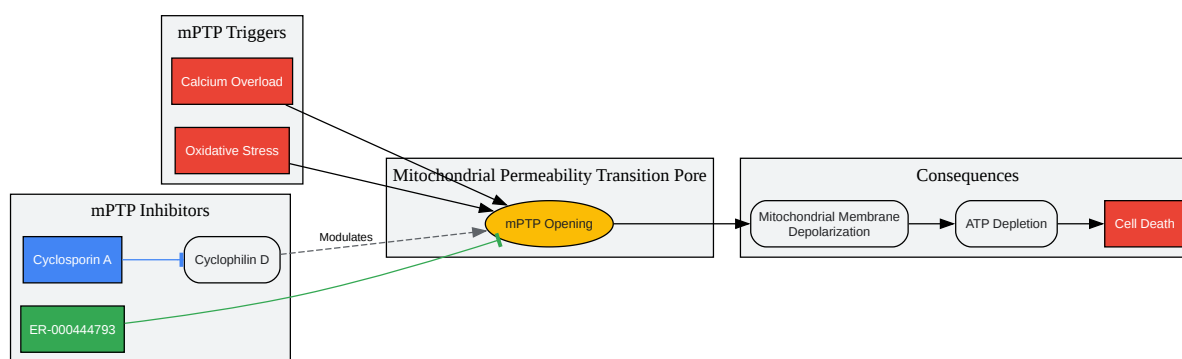 mPTP Triggers
Calcium Overload
Oxidative Stress
mPTP Inhibitors
Cyclosporin A
Cyclophilin D
ER-000444793
Modulates
Mitochondrial Permeability Transition Pore
mPTP Opening
Consequences
Mitochondrial Membrane
Depolarization
ATP Depletion
Cell Death